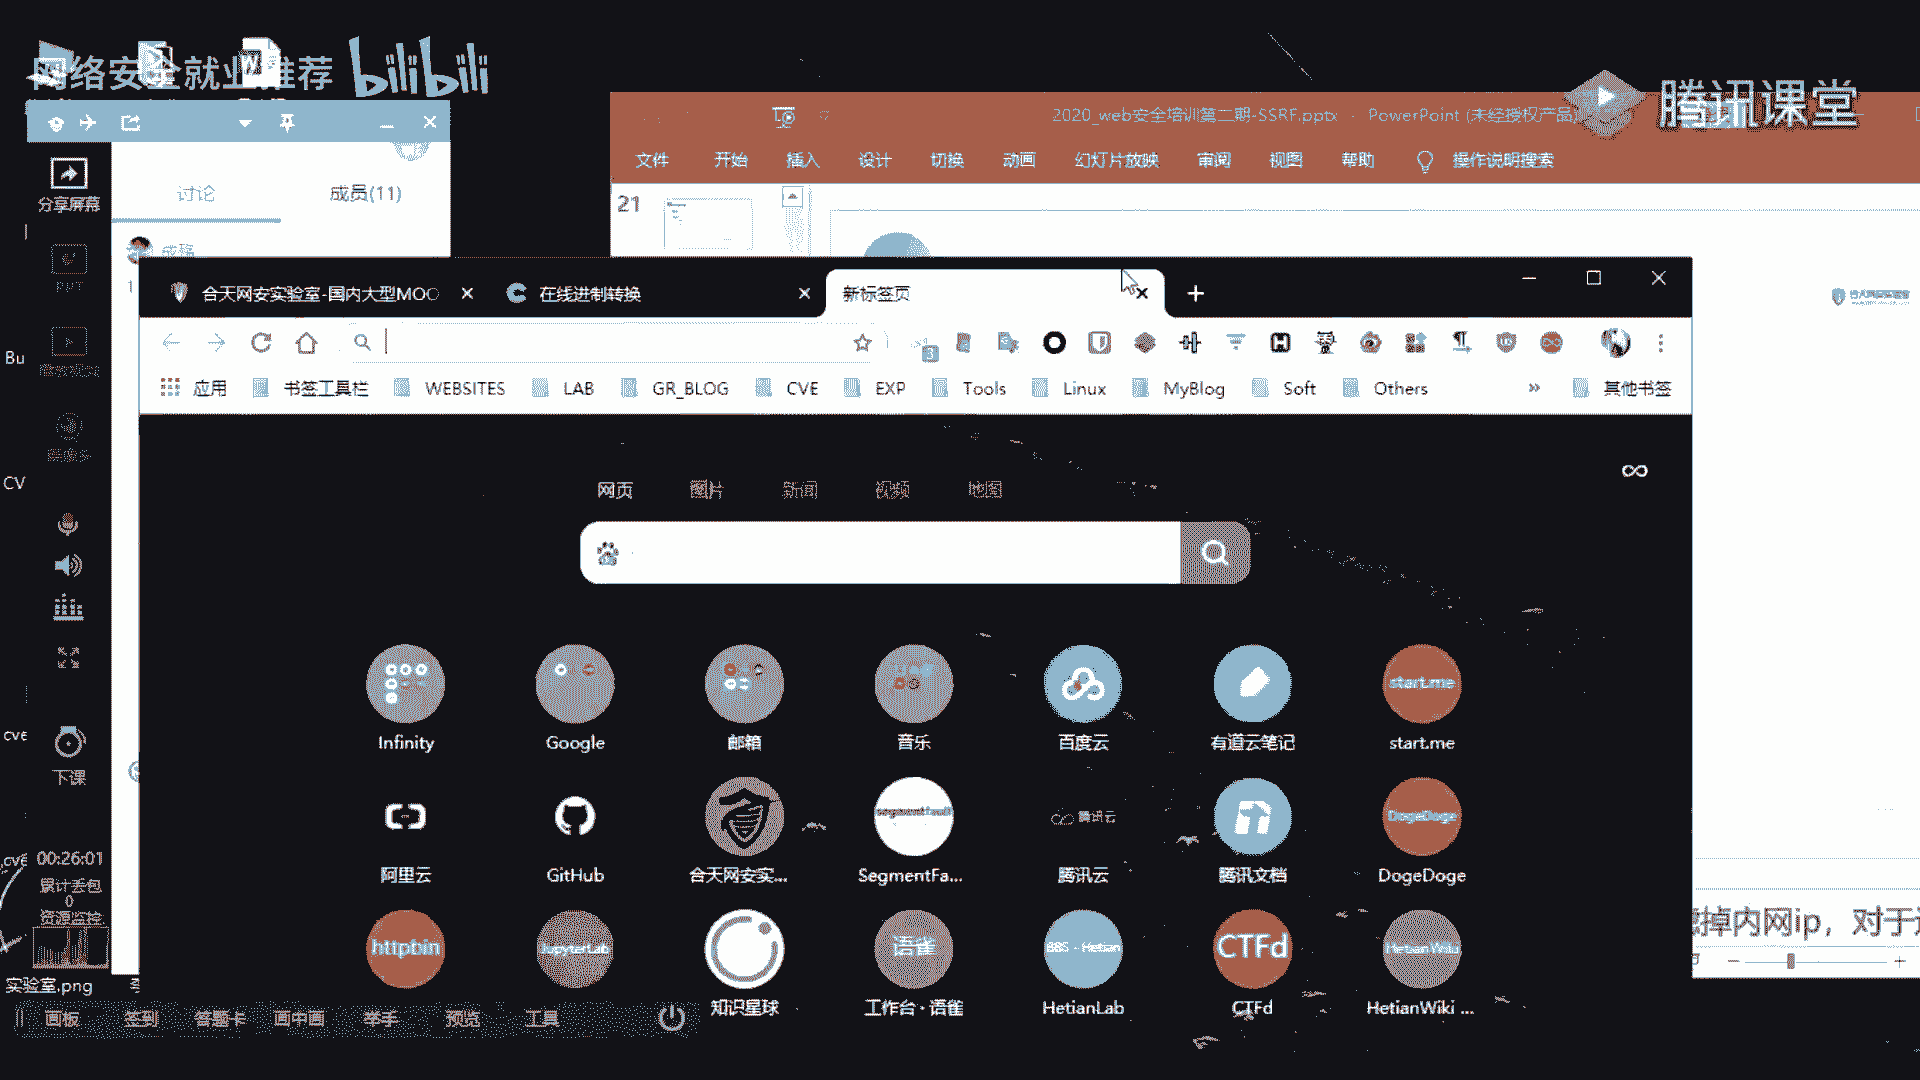 网络安全就业推荐 bilibili
腾讯课堂
2020_web安全培训第二期-SSRF.pptx - PowerPoint (未经授权产品)
文件 开始 插入 设计 切换 动画 幻灯片放映 审阅 视图 帮助 操作说明搜索
分享屏幕
讨论 成员(11)
21
PPT
合天网安实验室-国内大型MOO
在线进制转换
新标签页
3
应用 书签工具栏 WEBSITES LAB GR_BLOG CVE EXP Tools Linux MyBlog Soft Others » 其他书签
Bu
CV
网页 图片 新闻 视频 地图
Infinity Google 邮箱 音乐 百度云 有道云笔记 start.me
start.me
cve
下课
阿里云 GitHub 合天网安实... SegmentFa... 腾讯云 腾讯文档 DogeDoge
segmentfault
腾讯云
DogeDoge
cve
00:26:01
累计丢包
0
资源监控
httpbin JupyterLab 语雀 BBS - Hetian CTFd HetianWiki
知识星球 工作台·语雀 HetianLab CTFd HetianWiki ...
掉内网ip，对于
实验室.png
画板 签到 答题卡 画中画 举手 预览 工具